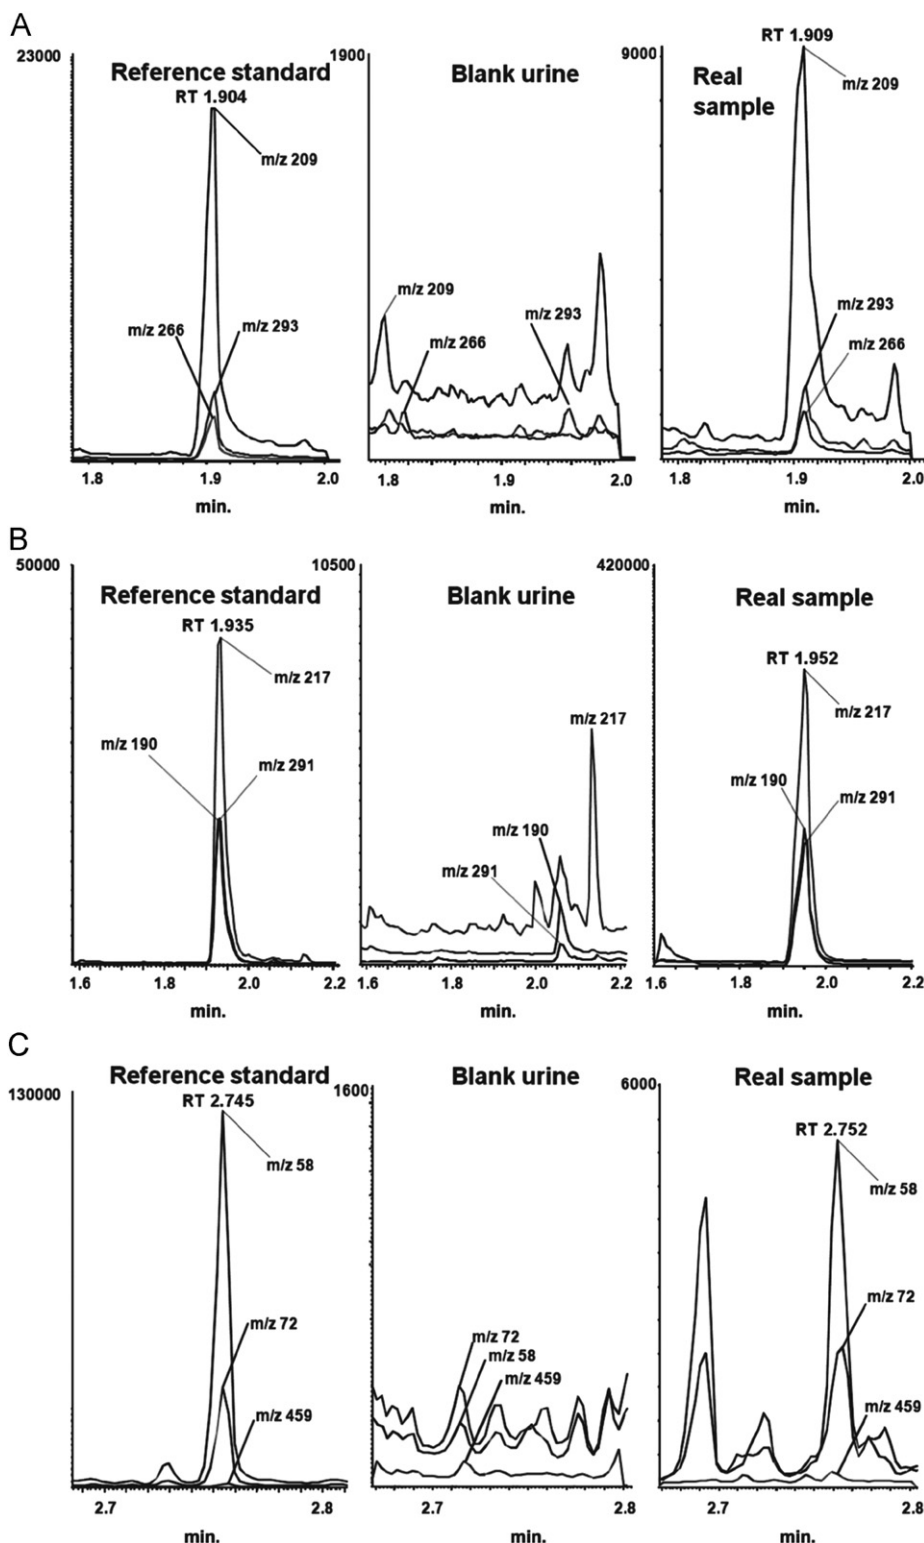 A
23000
Reference standard
RT 1.904
m/z 209
m/z 266
m/z 293
1.8
1.9
2.0
min.
1900
Blank urine
m/z 209
m/z 266
m/z 293
1.8
1.9
2.0
min.
9000
Real
sample
RT 1.909
m/z 209
m/z 293
m/z 266
1.8
1.9
2.0
min.
B
50000
Reference standard
RT 1.935
m/z 217
m/z 190
m/z 291
1.6
1.8
2.0
2.2
min.
10500
Blank urine
m/z 217
m/z 190
m/z 291
1.6
1.8
2.0
2.2
min.
420000
Real sample
RT 1.952
m/z 217
m/z 190
m/z 291
1.6
1.8
2.0
2.2
min.
C
130000
Reference standard
RT 2.745
m/z 58
m/z 72
m/z 459
2.7
2.8
min.
1600
Blank urine
m/z 72
m/z 58
m/z 459
2.7
2.8
min.
6000
Real sample
RT 2.752
m/z 58
m/z 72
m/z 459
2.7
2.8
min.